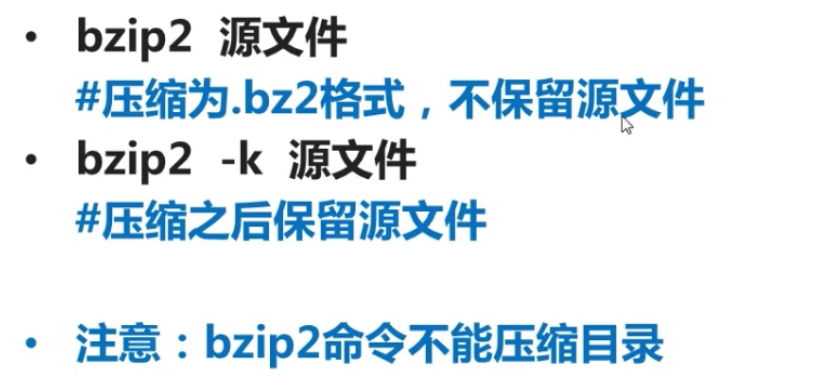 • bzip2 源文件
#压缩为.bz2格式，不保留源文件
• bzip2 -k 源文件
#压缩之后保留源文件
• 注意：bzip2命令不能压缩目录